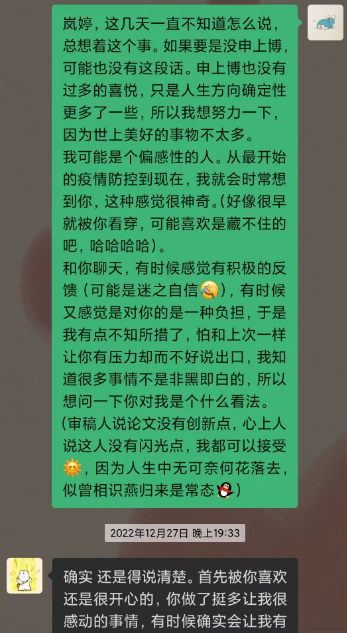 岚婷，这几天一直不知道怎么说，
总想着这个事。如果要是没申上博，
可能也没有这段话。申上博也没有
过多的喜悦，只是人生方向确定性
更多了一些，所以我想努力一下，
因为世上美好的事物不太多。
我可能是个偏感性的人。从最开始
的疫情防控到现在，我就会时常想
到你，这种感觉很神奇。（好像很早
就被你看穿，可能喜欢是藏不住的
吧，哈哈哈哈）。
和你聊天，有时候感觉有积极的反
馈（可能是迷之自信🤣），有时候
又感觉是对你的是一种负担，于是
我有点不知所措了，怕和上次一样
让你有压力却而不好说出口，我知
道很多事情不是非黑即白的，所以
想问一下你对我是个什么看法。
（审稿人说论文没有创新点，心上人
说这人没有闪光点，我都可以接受
🌞，因为人生中无可奈何花落去，
似曾相识燕归来是常态🐧）
2022年12月27日 晚上19:33
确实 还是得说清楚。首先被你喜欢
还是很开心的，你做了挺多让我很
感动的事情，有时候确实会让我有